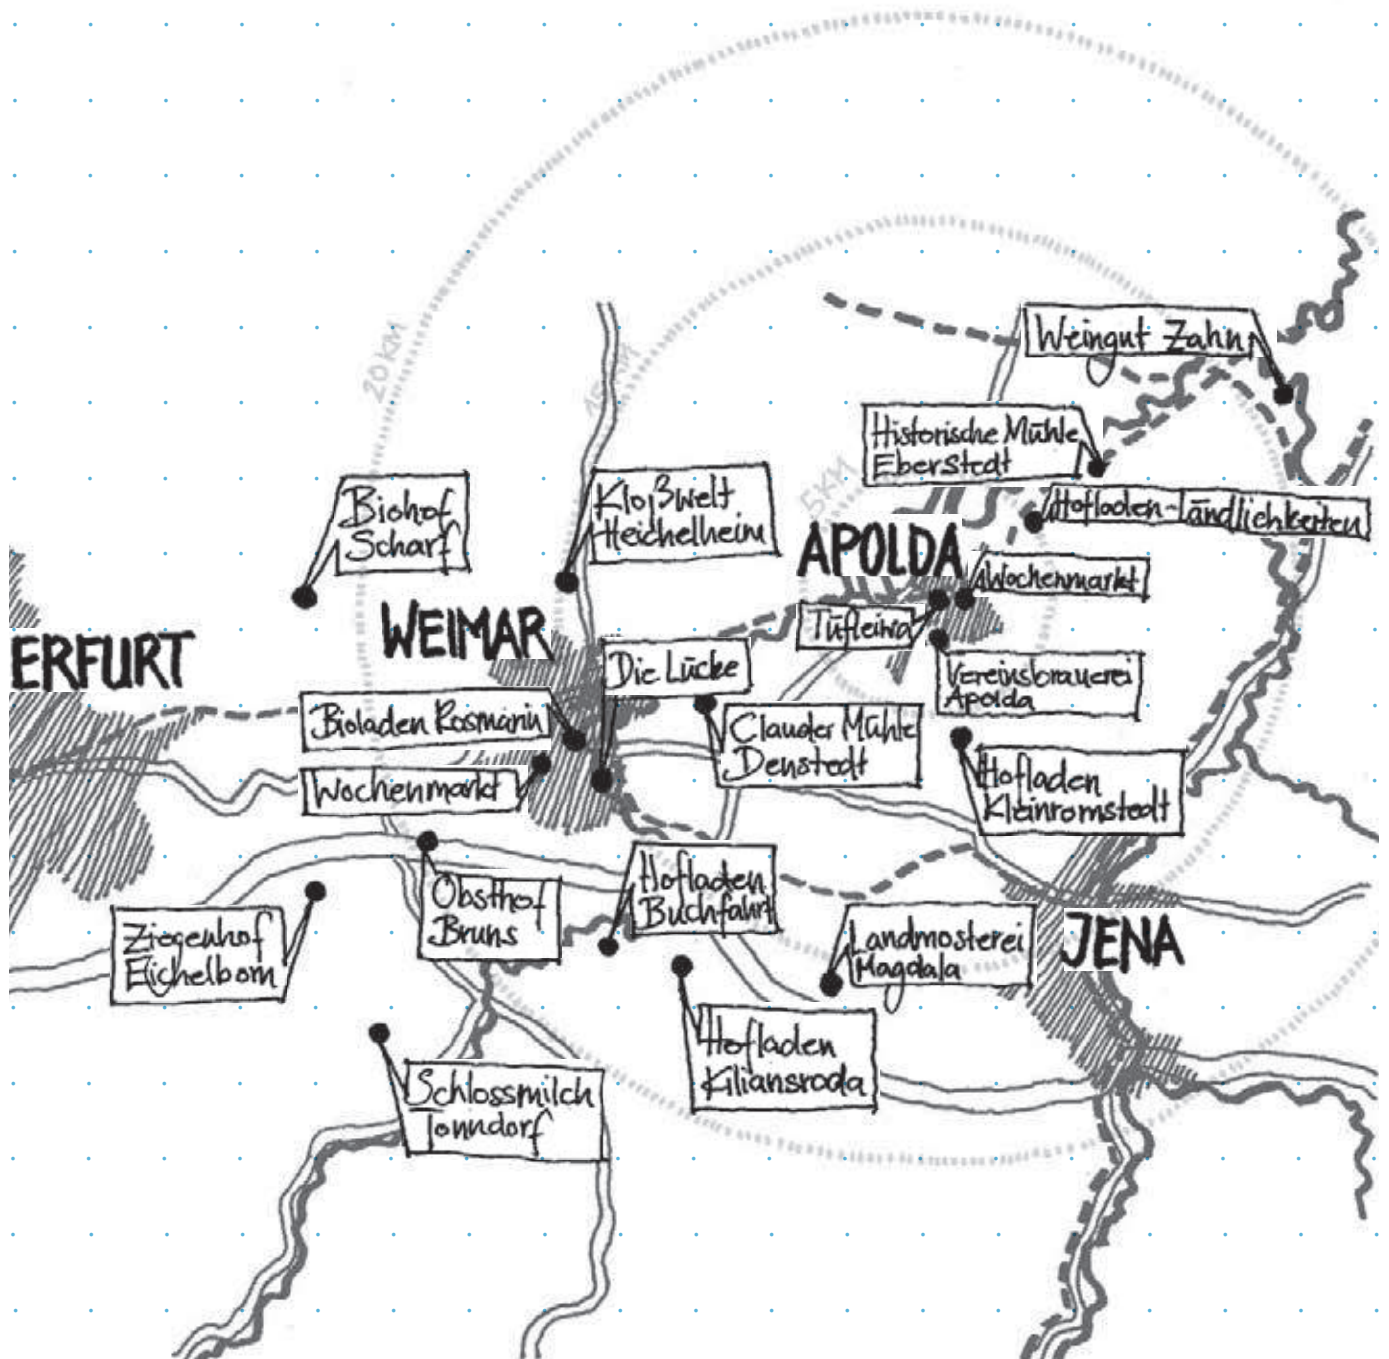 20 KM
15 KM
Weingut Zahn
Historische Mühle
Eberstedt
5 KM
Biohof
Scharf
Kloßwelt
Heichelheim
Hofladen-Ländlichkeiten
APOLDA
Wochenmarkt
WEIMAR
ERFURT
Die Lücke
Vereinsbrauerei
Apolda
Bioladen Rosmarin
Clauder Mühle
Denstedt
Wochenmarkt
Hofladen
Kleinromstedt
Obsthof
Bruns
Hofladen
Buchfahrt
Ziegenhof
Eichelborn
Landmosterei
Magdala
JENA
Hofladen
Kiliansroda
Schlossmilch
Tonndorf